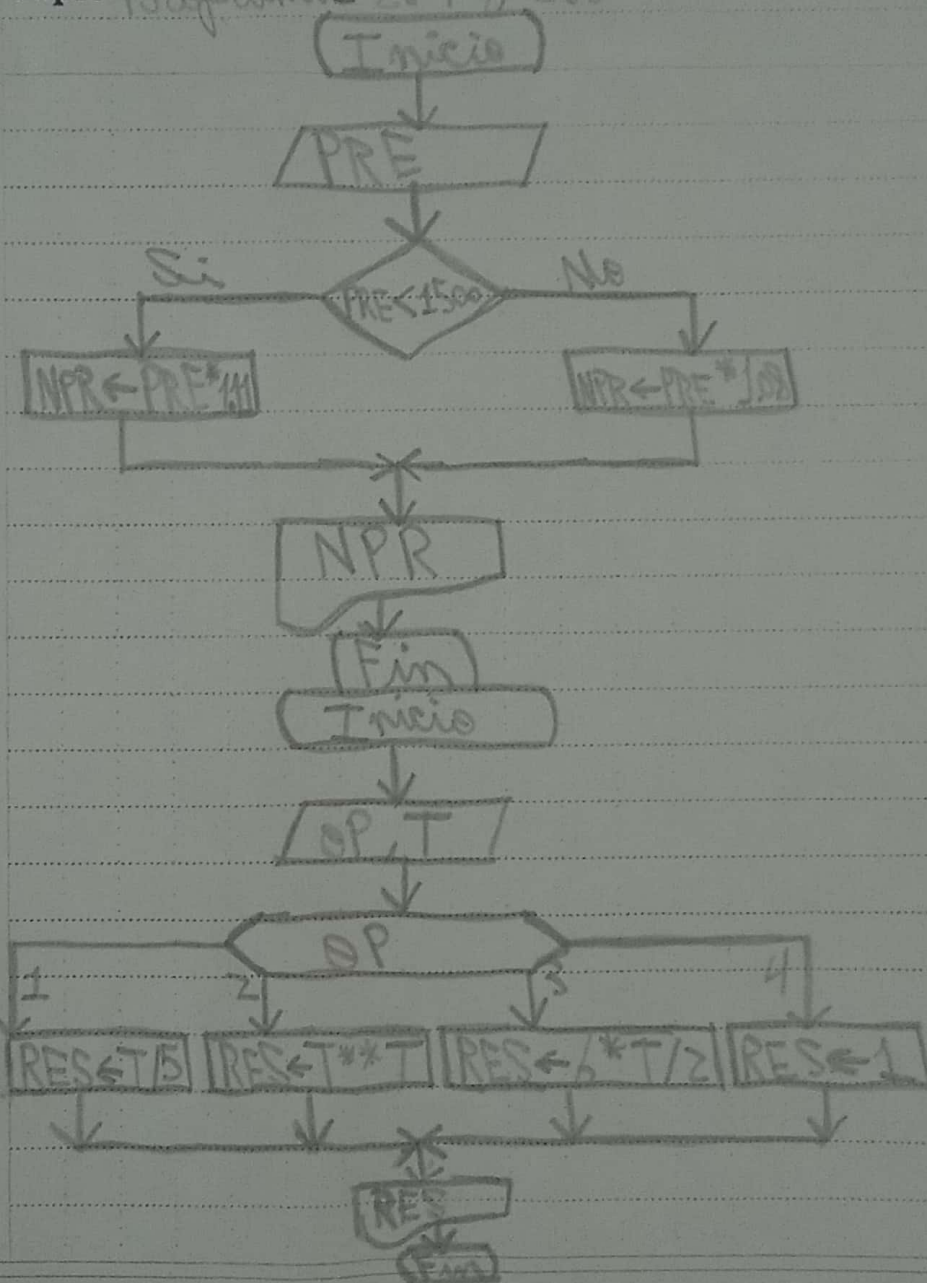 Inicio
PRE
Si No
PRE<1500
NPR←PRE*1.11 NPR←PRE*1.08
NPR
Fin
Inicio
OP, T
OP
1 2 3 4
RES←T/5 RES←T**T RES←6*T/2 RES←1
RES
Fin